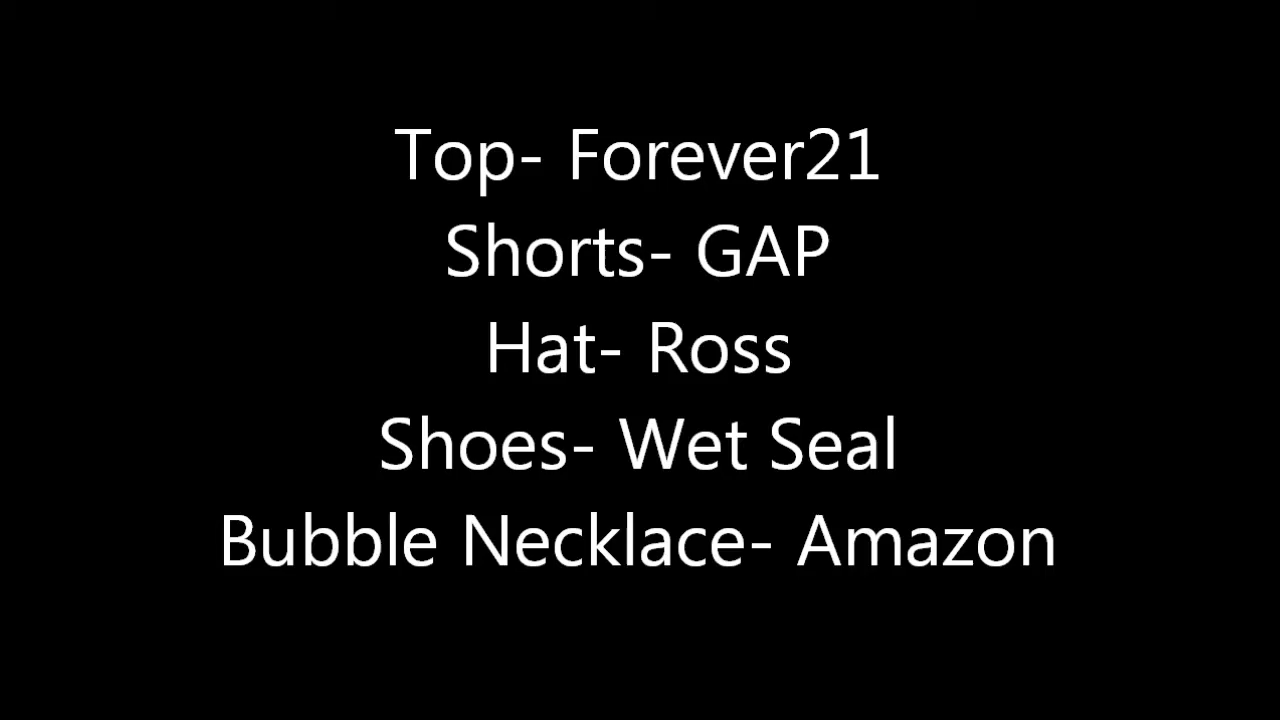 Top- Forever21
Shorts- GAP
Hat- Ross
Shoes- Wet Seal
Bubble Necklace- Amazon